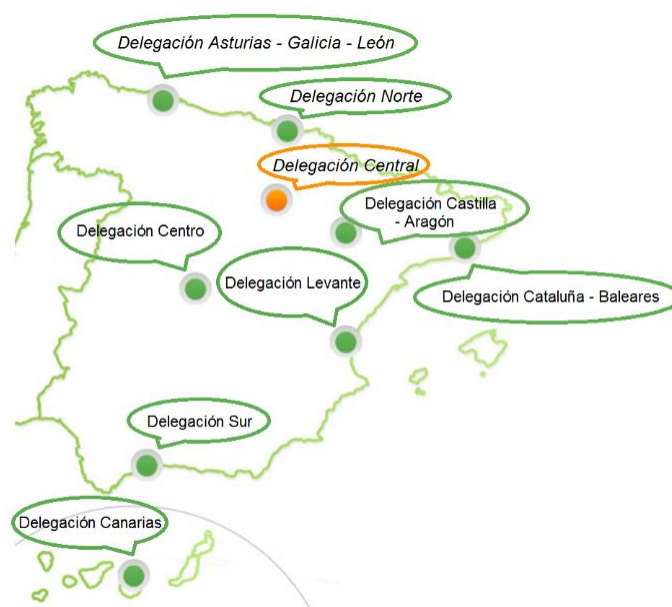 Delegación Asturias - Galicia - León
Delegación Norte
Delegación Central
Delegación Castilla
- Aragón
Delegación Centro
Delegación Levante
Delegación Cataluña - Baleares
Delegación Sur
Delegación Canarias